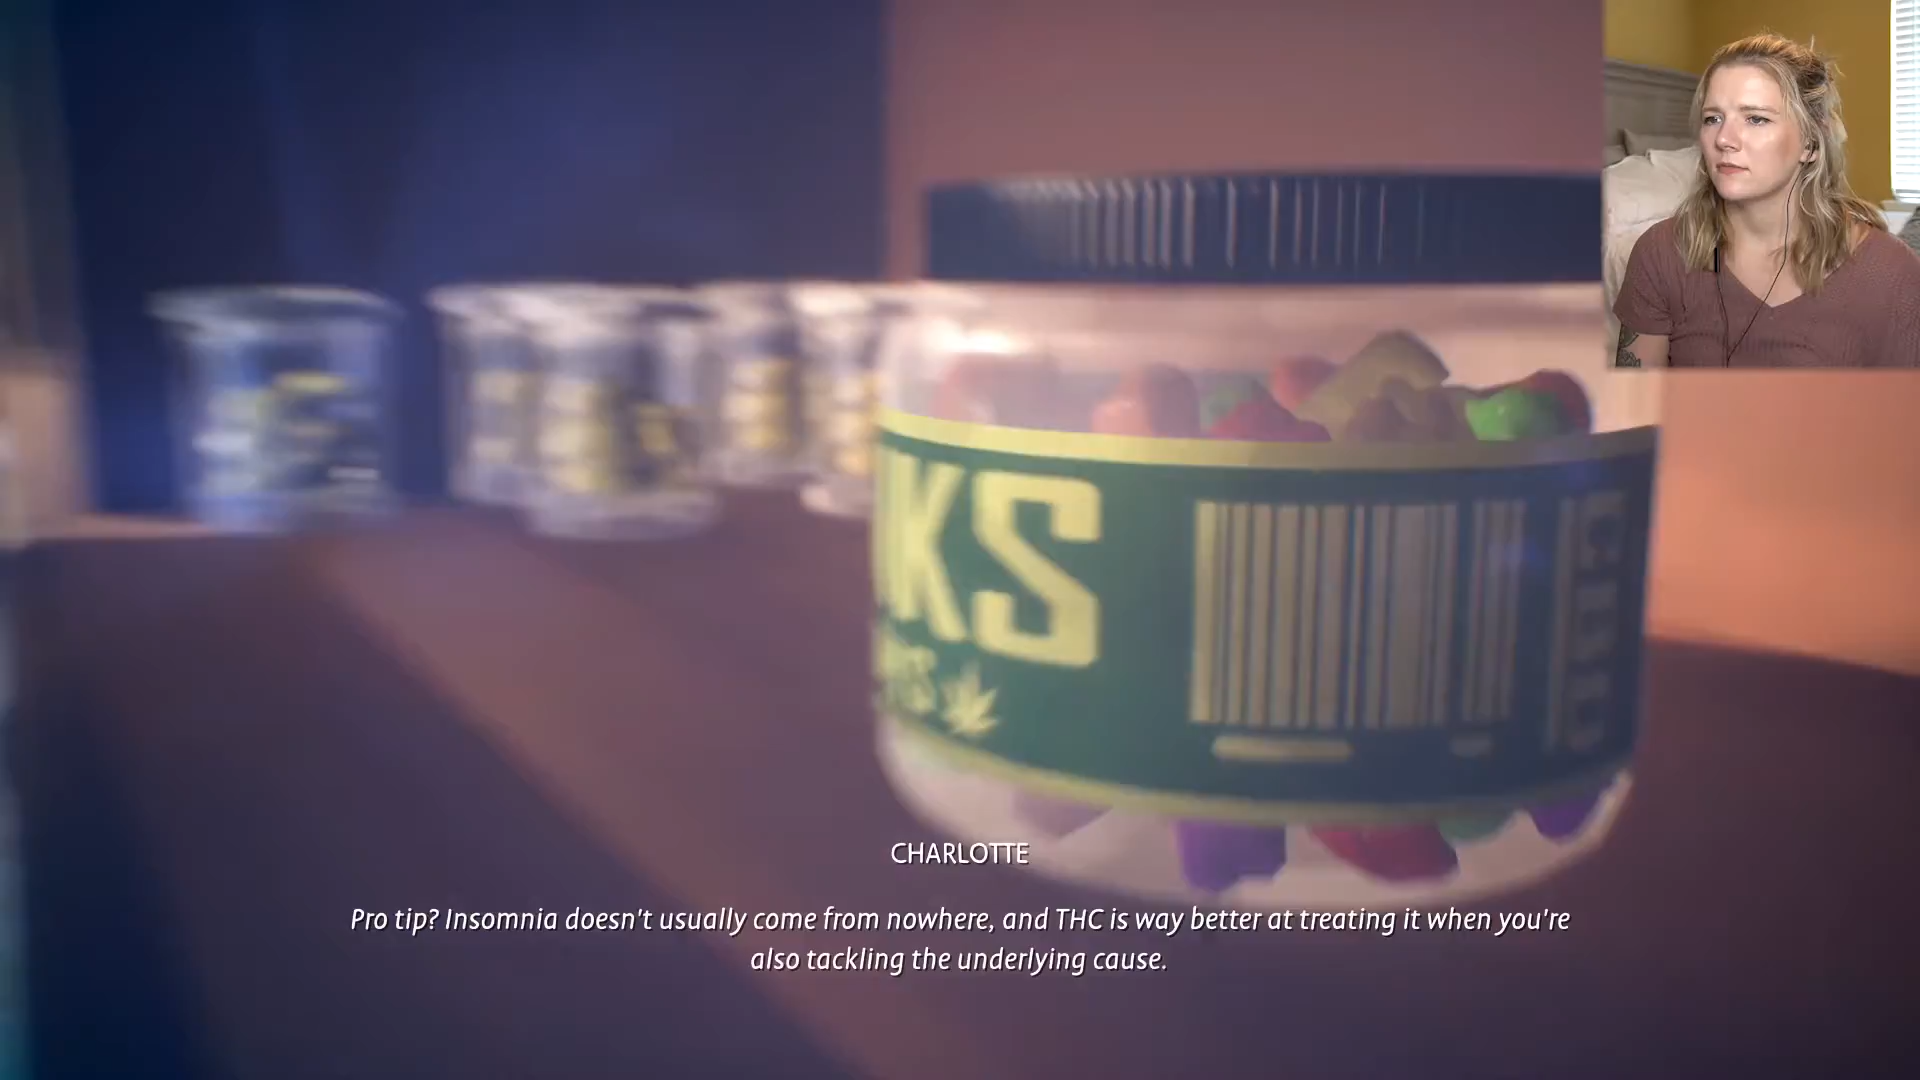 KS
CHARLOTTE
Pro tip? Insomnia doesn't usually come from nowhere, and THC is way better at treating it when you're
also tackling the underlying cause.